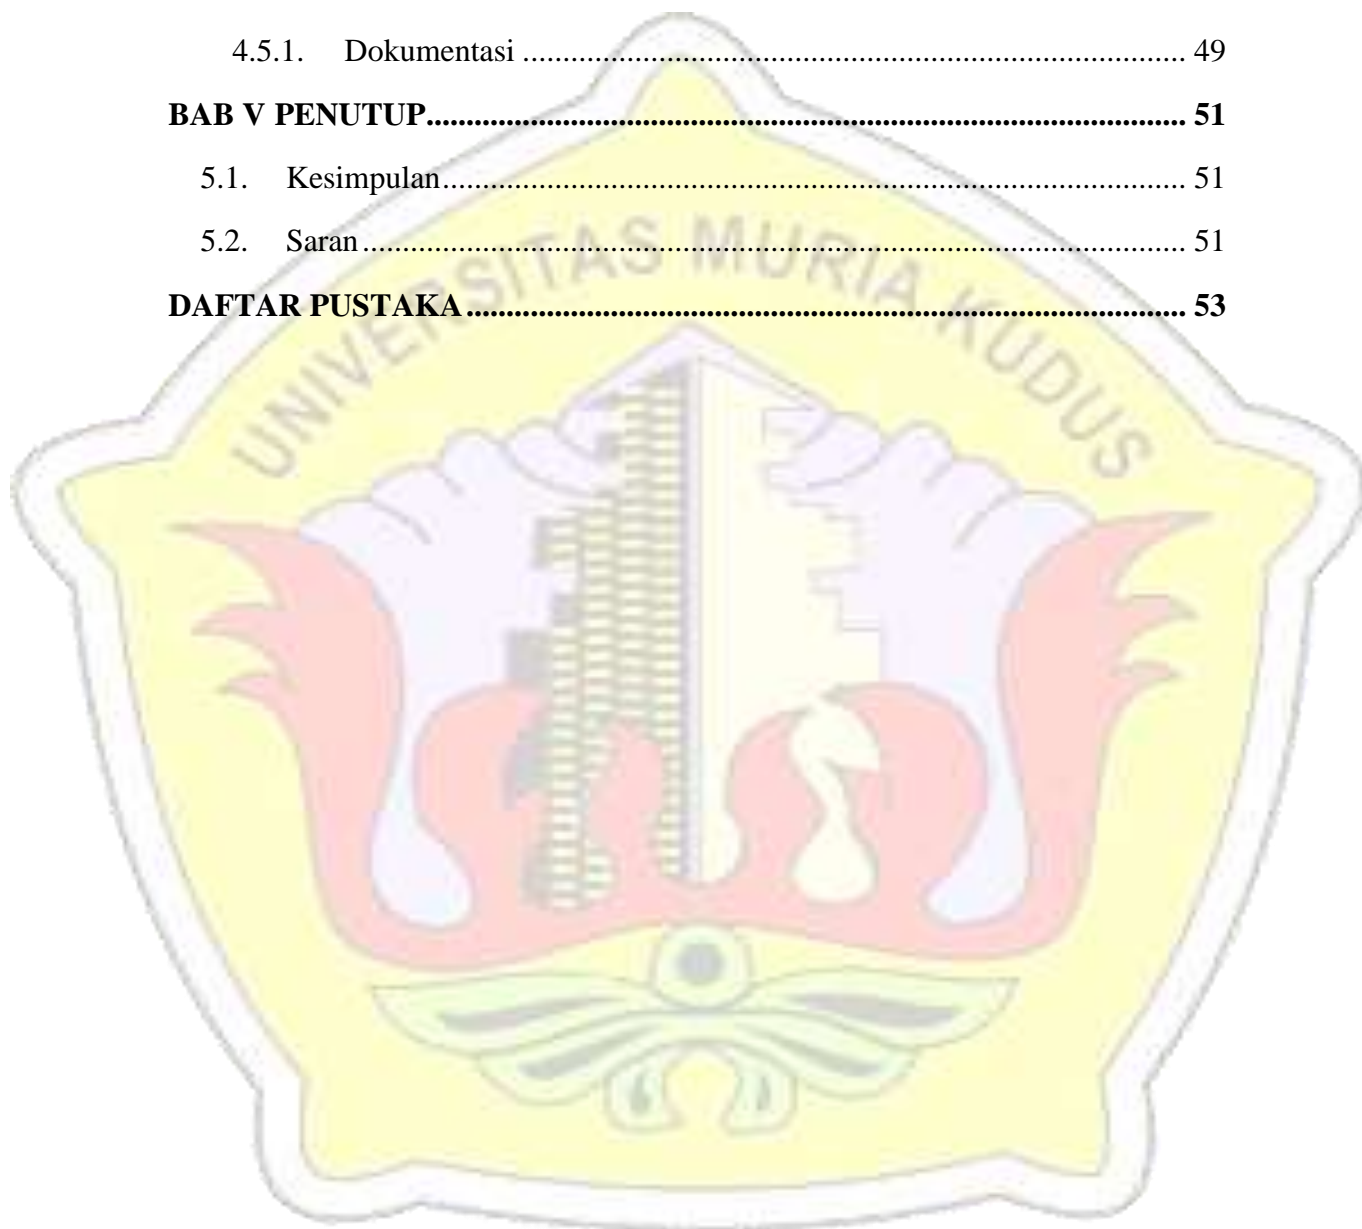 4.5.1. Dokumentasi ........................................................................................ 49
BAB V PENUTUP.................................................................................................. 51
5.1. Kesimpulan.................................................................................................. 51
5.2. Saran ............................................................................................................ 51
DAFTAR PUSTAKA ............................................................................................. 53
UNIVERSITAS MURIA KUDUS